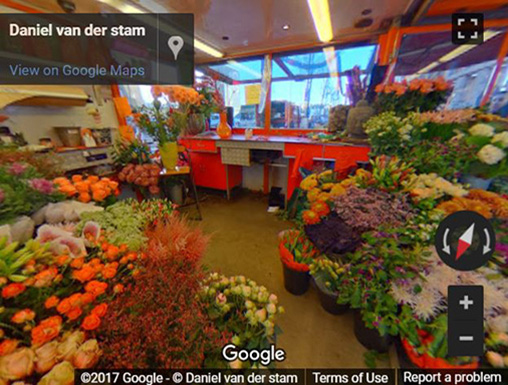 Daniel van der stam
View on Google Maps
Google
©2017 Google - © Daniel van der stam Terms of Use Report a problem